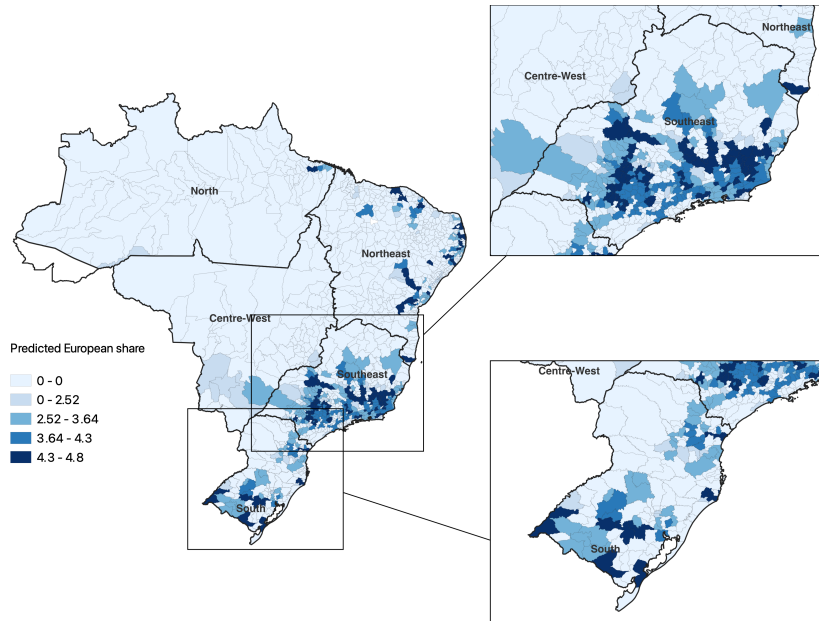 Northeast
Centre-West
Southeast
North
Northeast
Centre-West
Southeast
South
Predicted European share
0 - 0
0 - 2.52
2.52 - 3.64
3.64 - 4.3
4.3 - 4.8
Centre-West
South